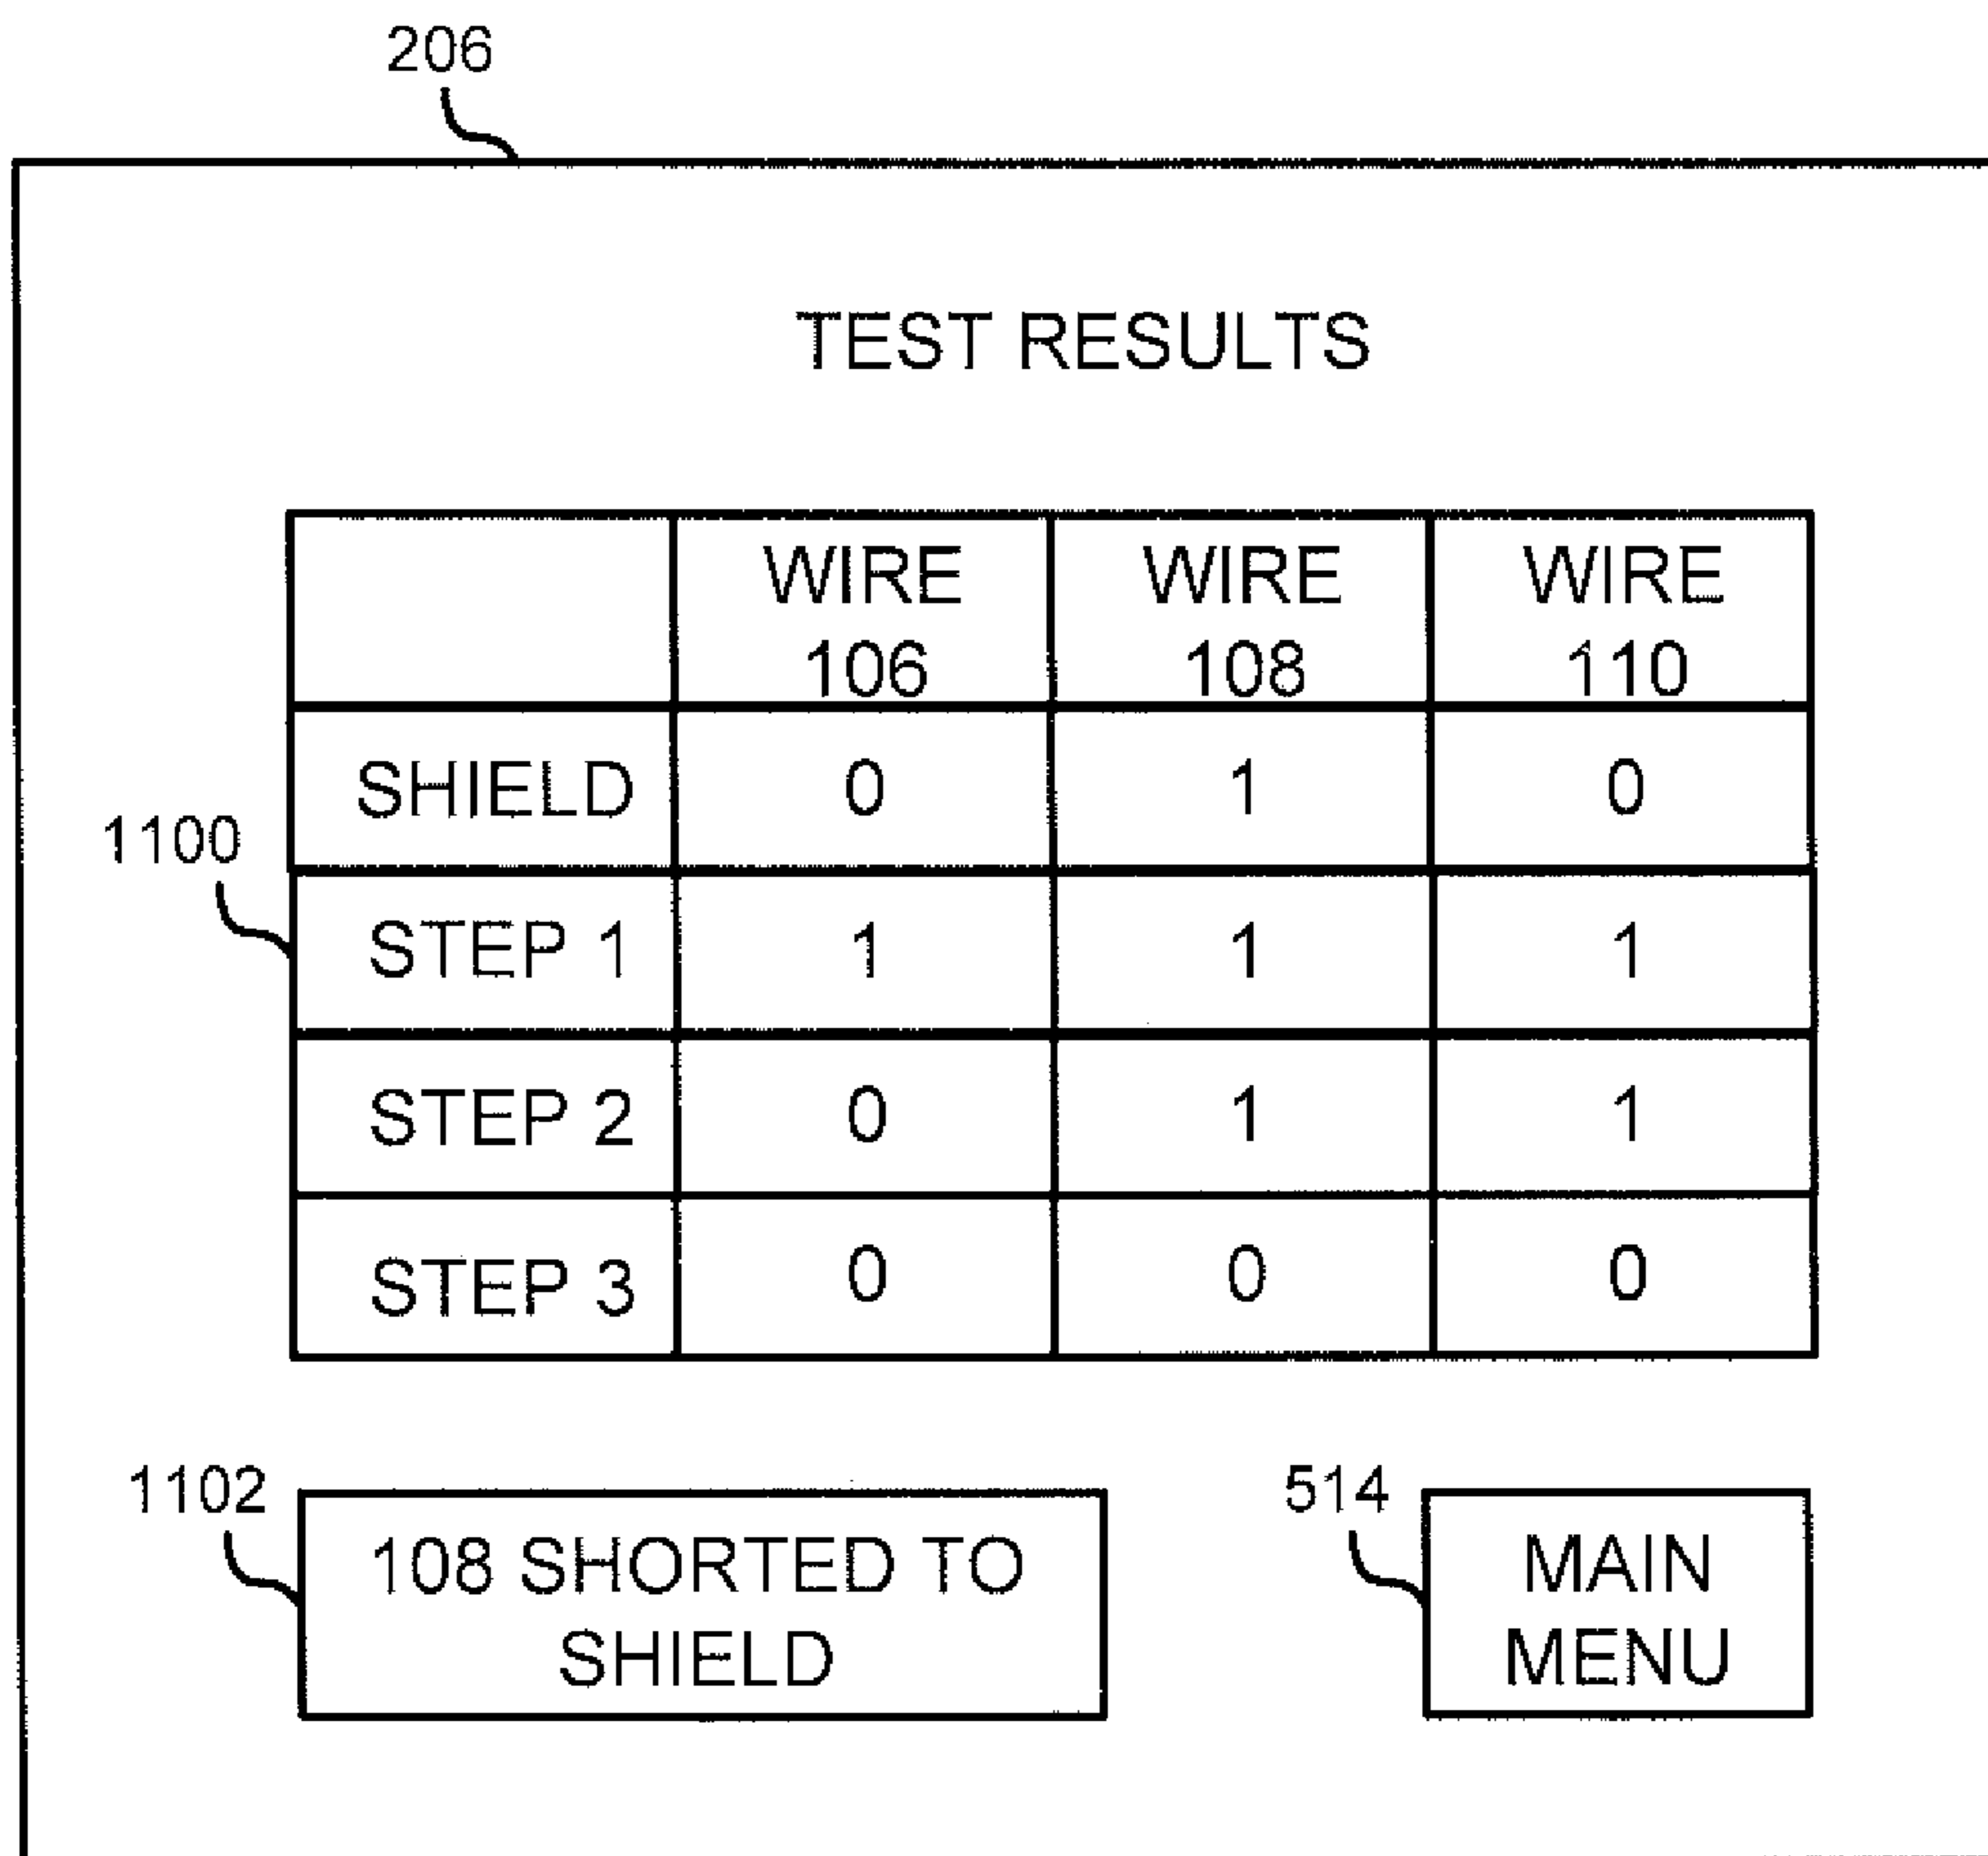 206
TEST RESULTS
WIRE 106 WIRE 108 WIRE 110
SHIELD 0 1 0
1100
STEP 1 1 1 1
STEP 2 0 1 1
STEP 3 0 0 0
1102
108 SHORTED TO
SHIELD
514
MAIN
MENU